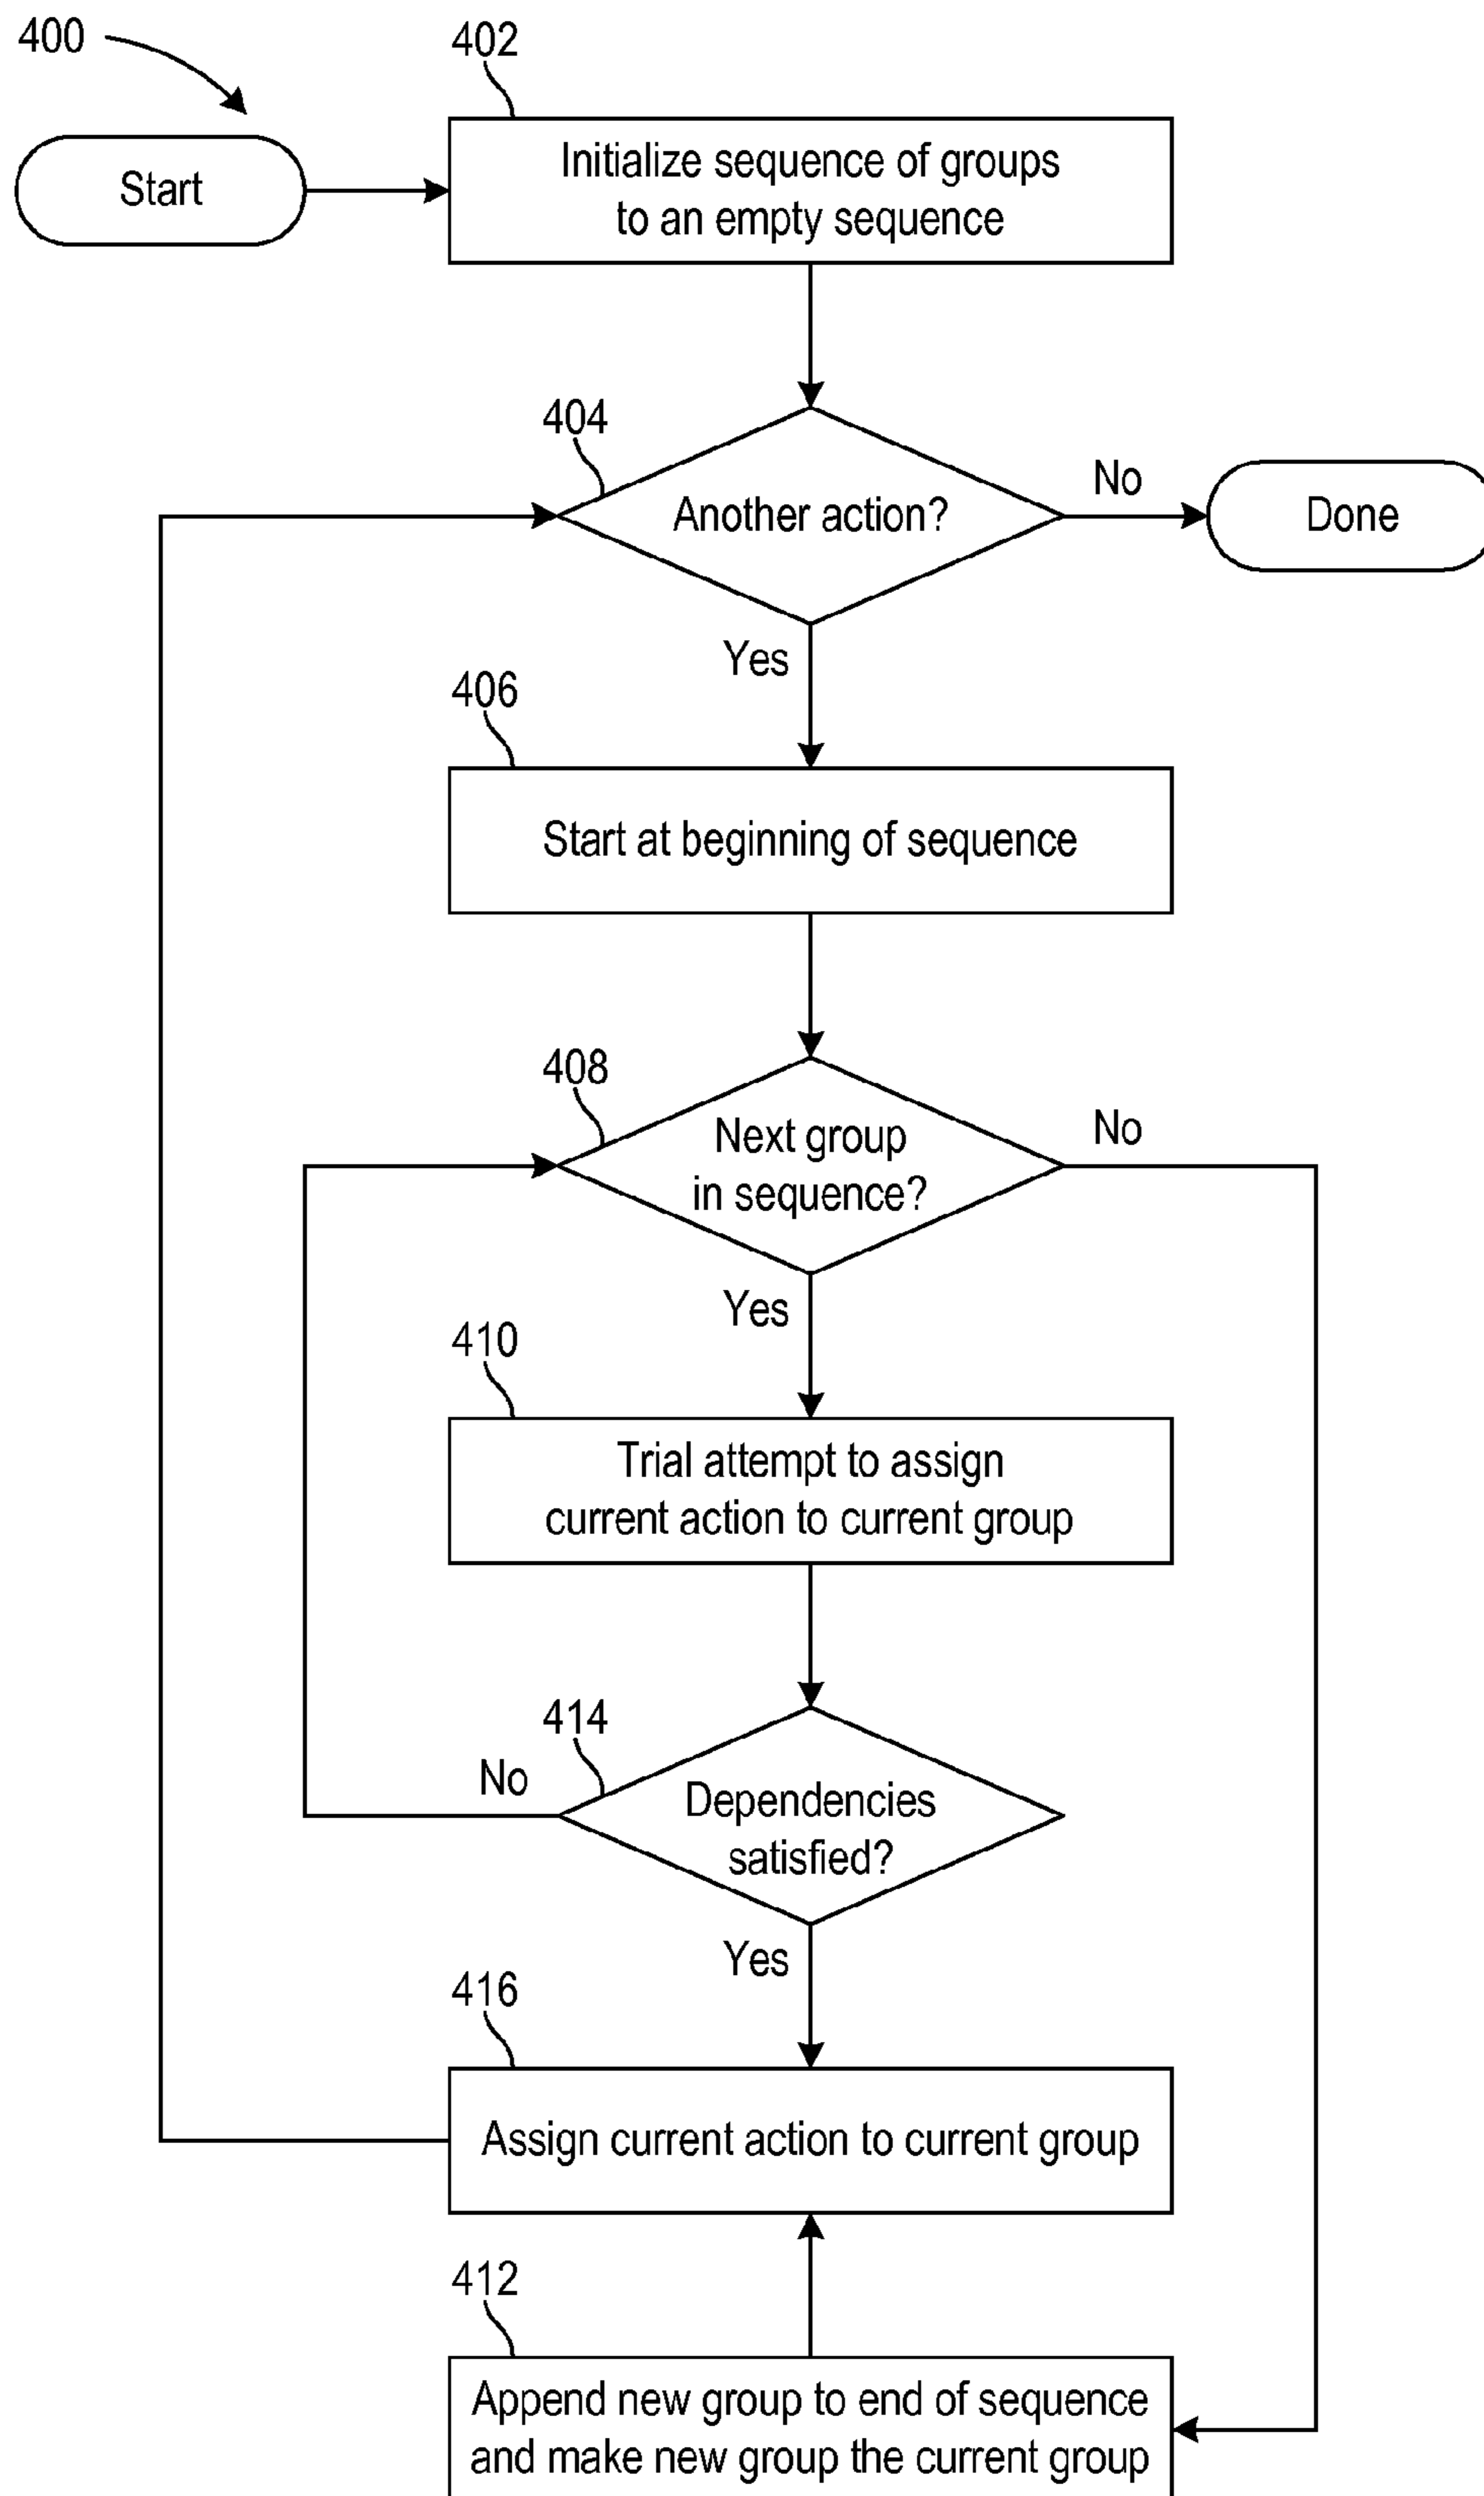 400
402
Start
Initialize sequence of groups
to an empty sequence
404
Another action?
No
Done
Yes
406
Start at beginning of sequence
408
Next group
in sequence?
No
Yes
410
Trial attempt to assign
current action to current group
414
No
Dependencies
satisfied?
Yes
416
Assign current action to current group
412
Append new group to end of sequence
and make new group the current group